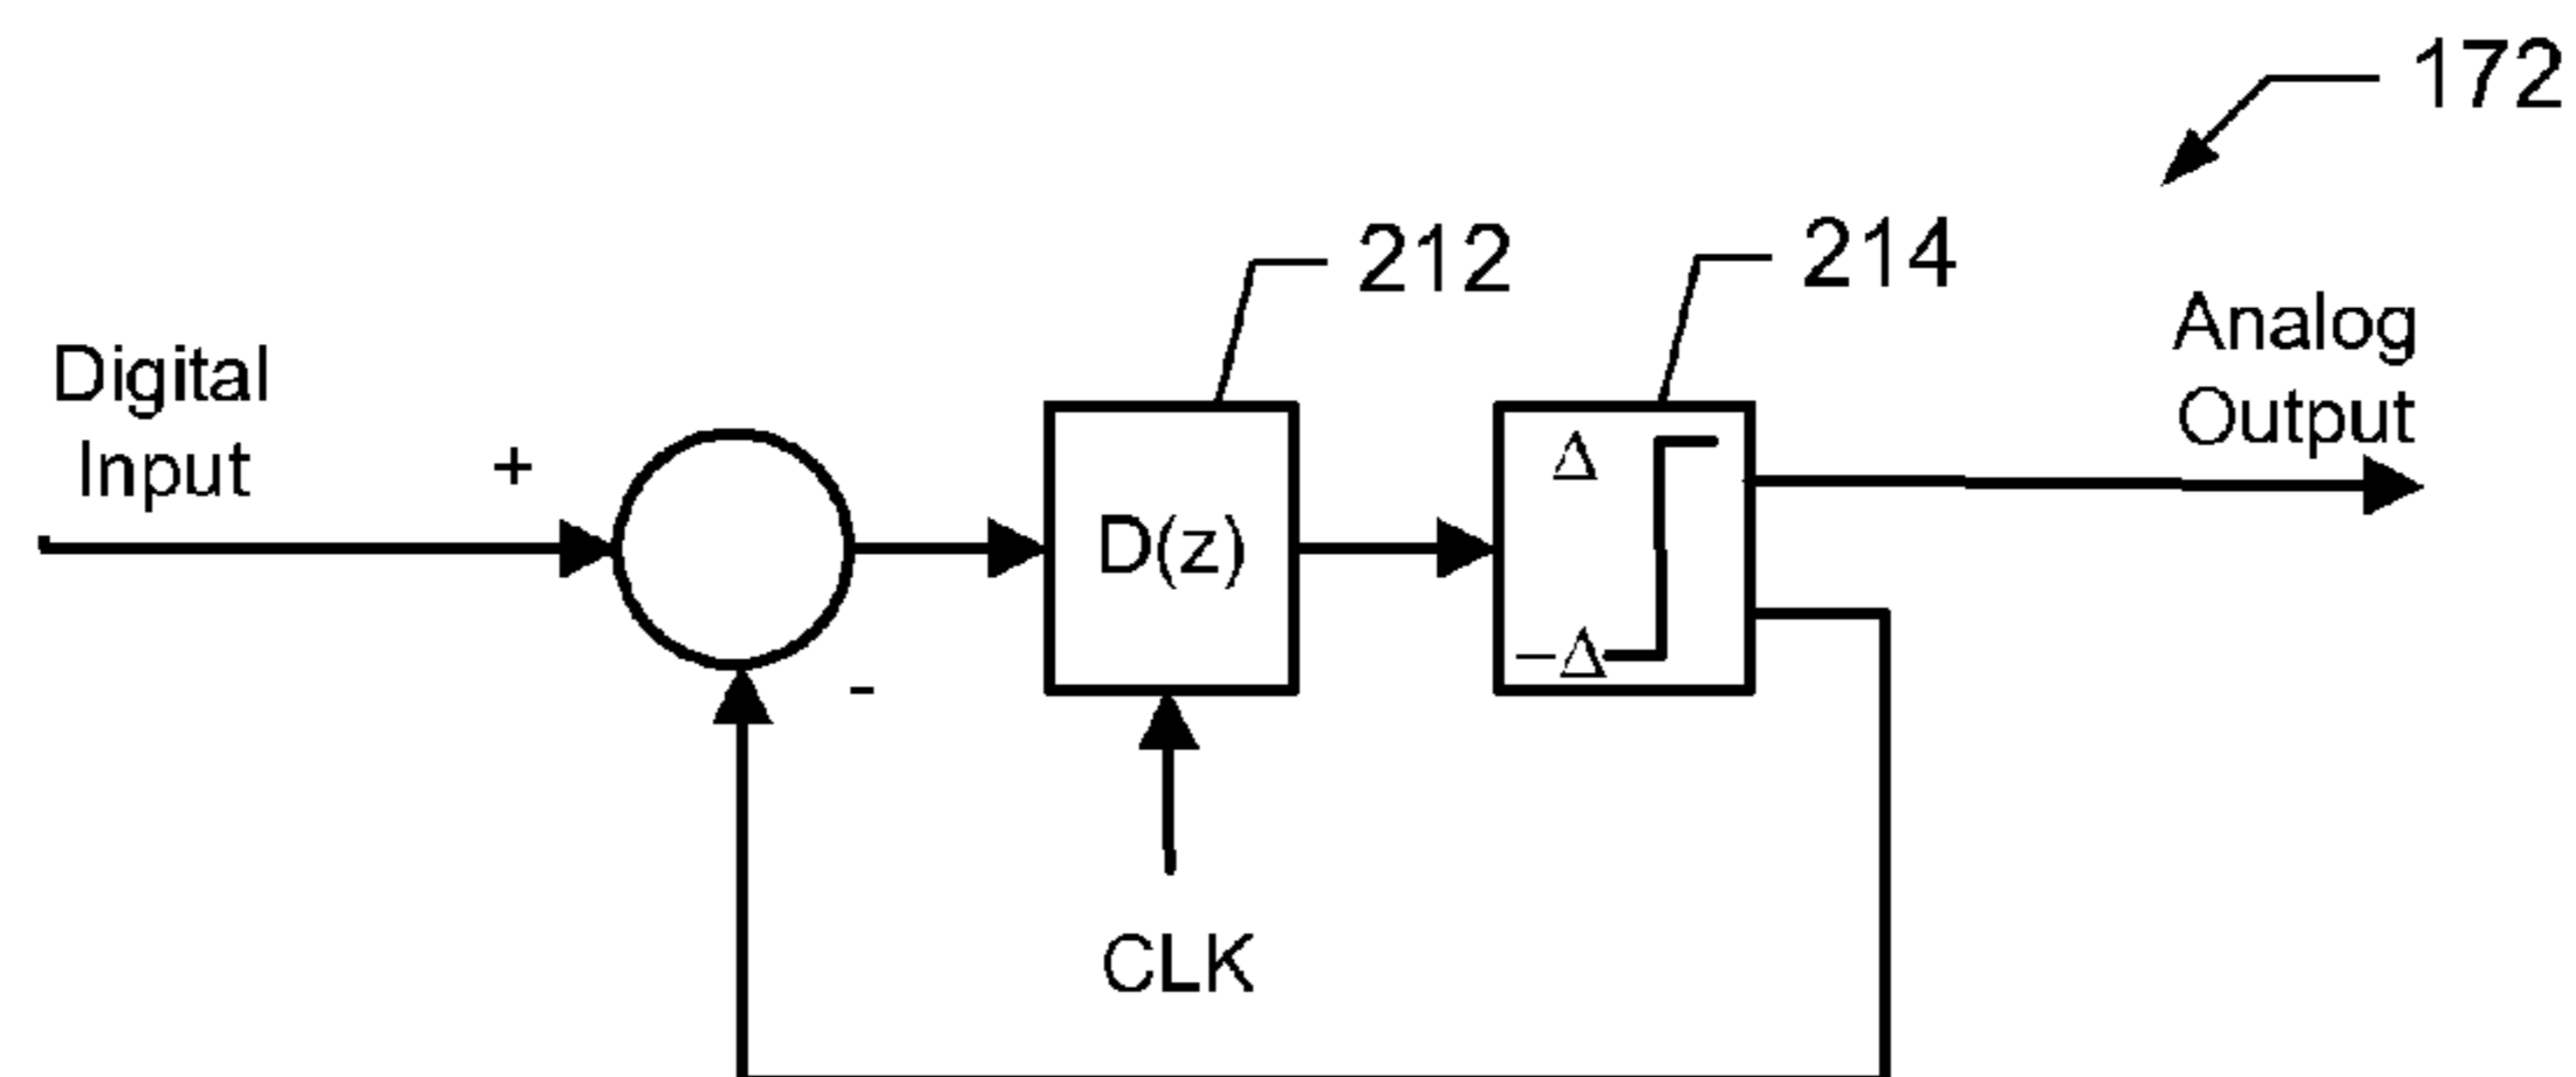 172
212
214
Analog
Output
Digital
Input
+
Δ
D(z)
−Δ
-
CLK